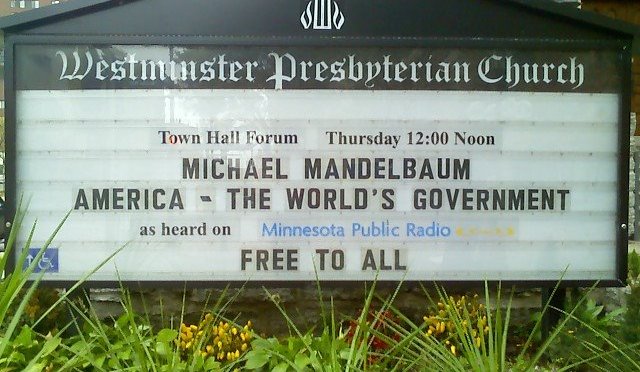 Westminster Presbyterian Church
Town Hall Forum Thursday 12:00 Noon
MICHAEL MANDELBAUM
AMERICA - THE WORLD'S GOVERNMENT
as heard on Minnesota Public Radio
FREE TO ALL